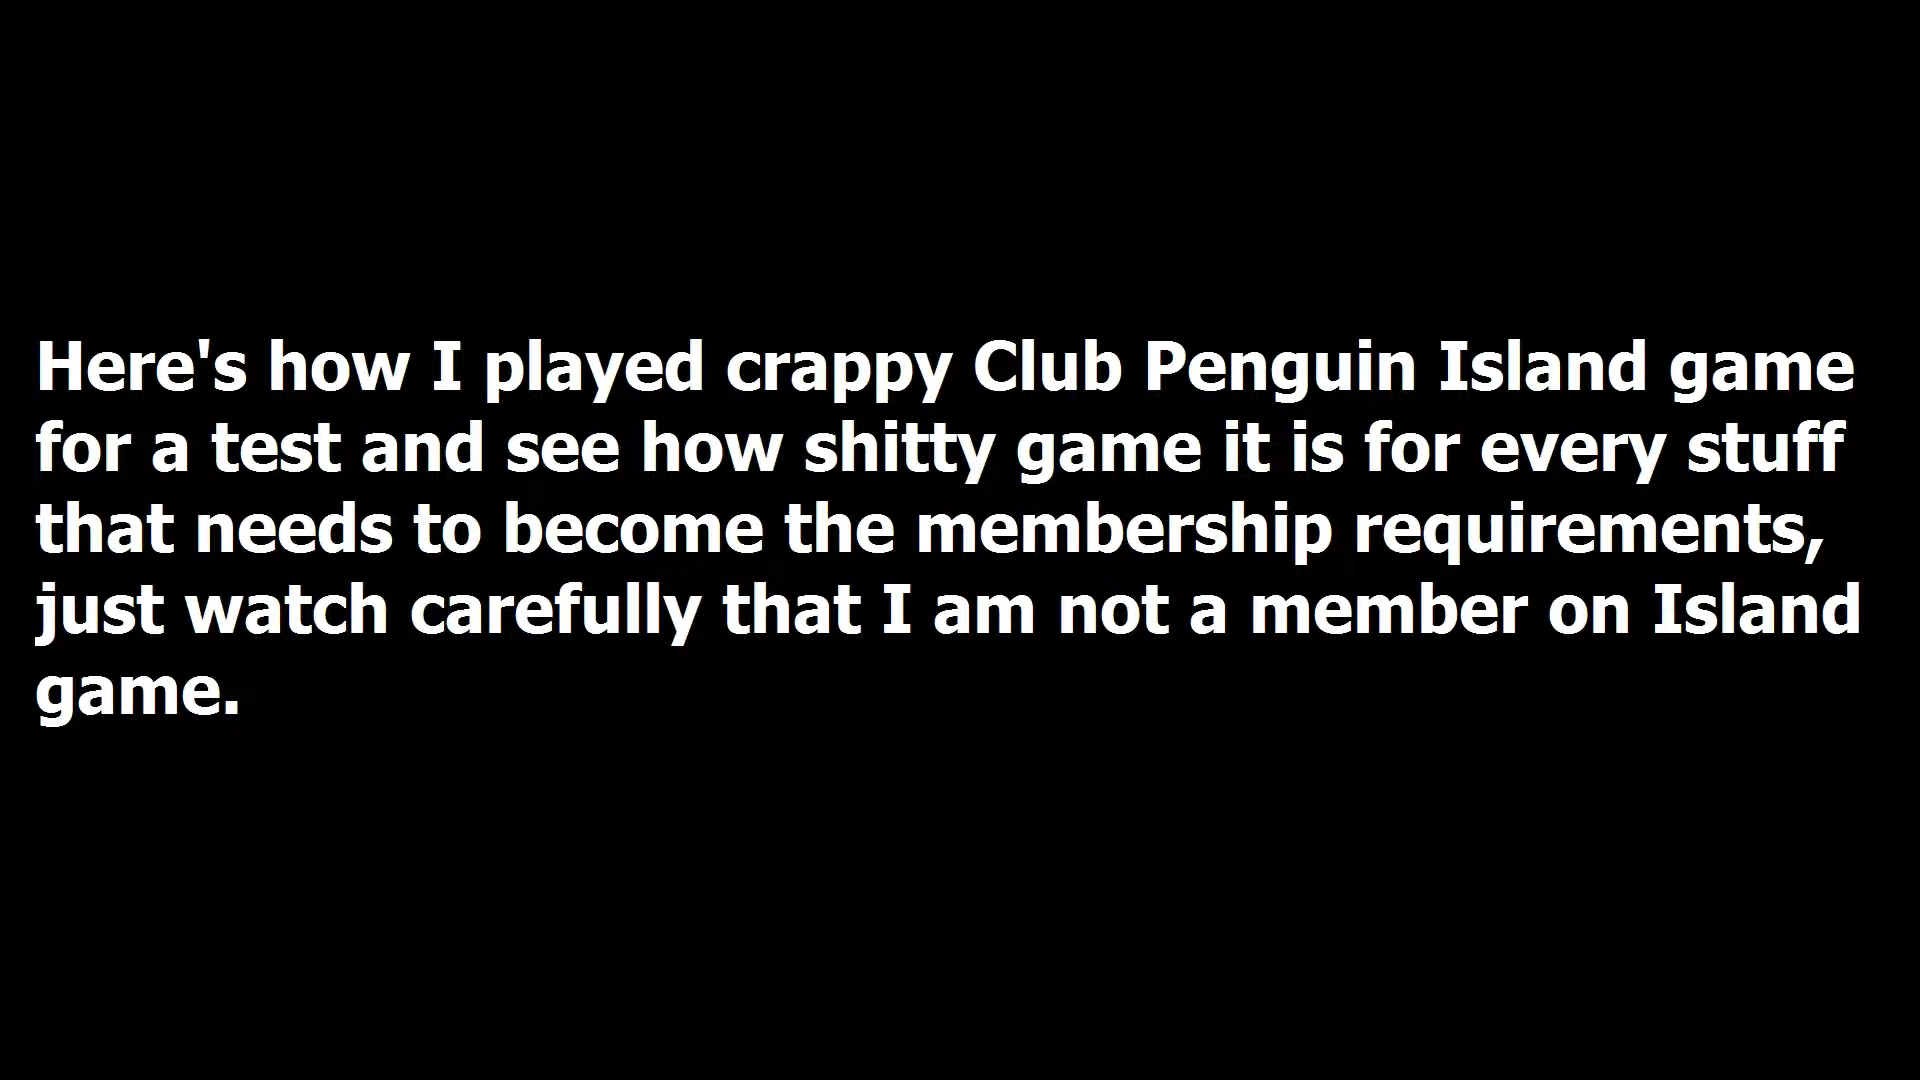 Here's how I played crappy Club Penguin Island game
for a test and see how shitty game it is for every stuff
that needs to become the membership requirements,
just watch carefully that I am not a member on Island
game.